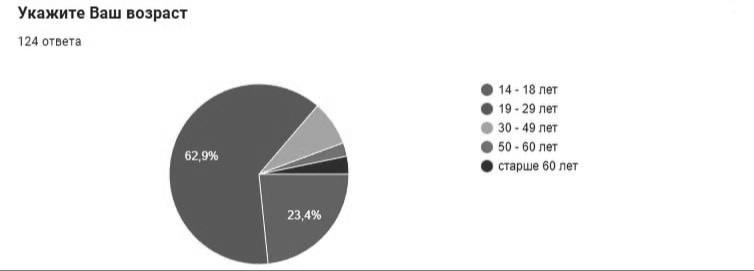 Укажите Ваш возраст
124 ответа
14 - 18 лет
19 - 29 лет
62,9%
30 - 49 лет
50 - 60 лет
старше 60 лет
23,4%